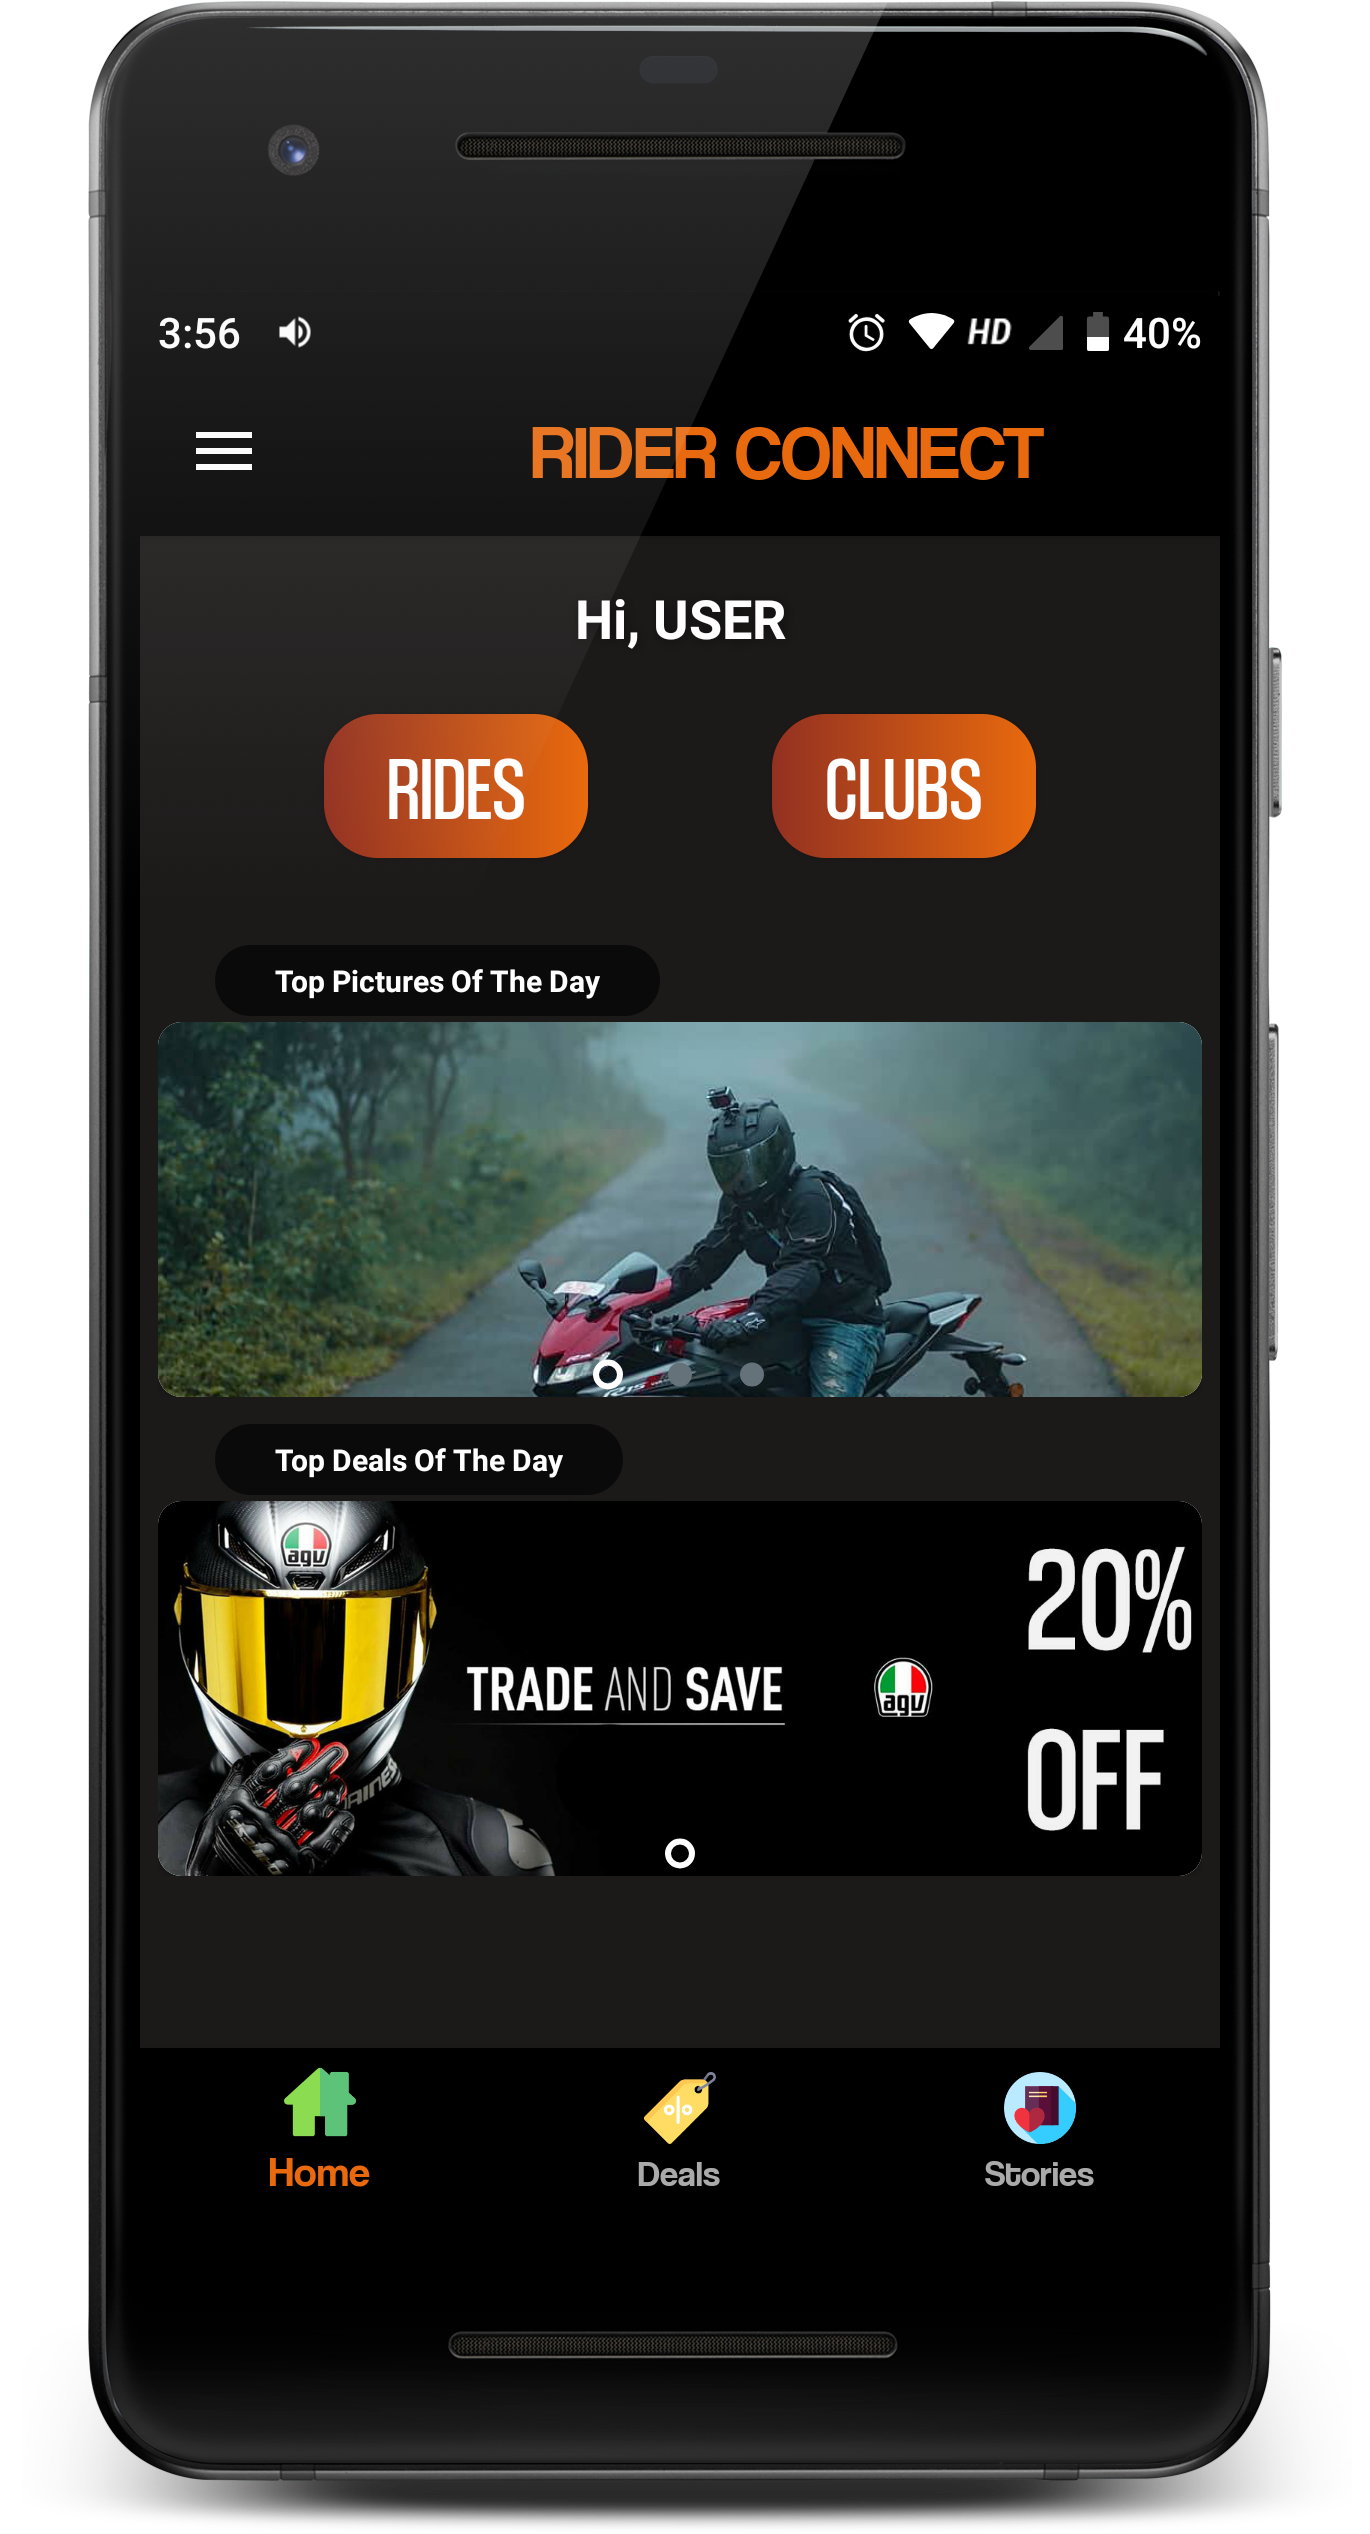 3:56 HD 40%
RIDER CONNECT
Hi, USER
RIDES CLUBS
Top Pictures Of The Day
R15
Top Deals Of The Day
agv
20%
TRADE AND SAVE agv
OFF
Home Deals Stories